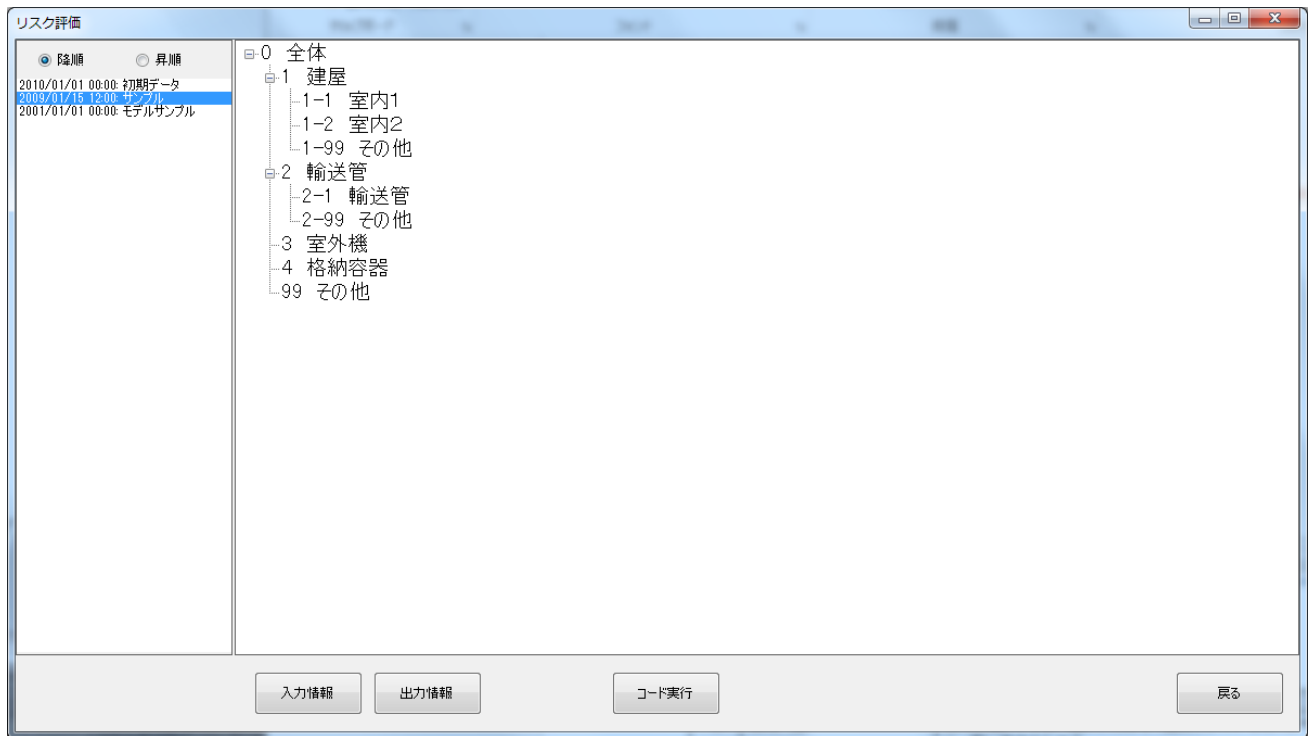 リスク評価
降順 昇順
2010/01/01 00:00: 初期データ
2009/01/15 12:00: サンプル
2001/01/01 00:00: モデルサンプル
0 全体
1 建屋
1-1 室内1
1-2 室内2
1-99 その他
2 輸送管
2-1 輸送管
2-99 その他
3 室外機
4 格納容器
99 その他
入力情報 出力情報 コード実行 戻る